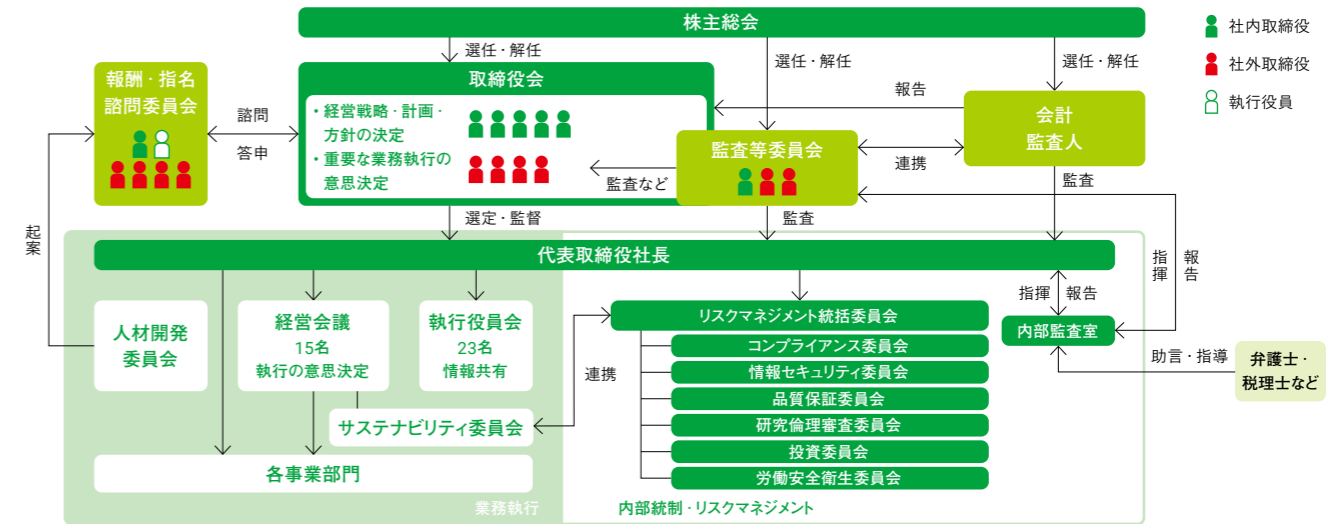 株主総会
社内取締役
社外取締役
執行役員
選任・解任
選任・解任
選任・解任
報酬・指名
諮問委員会
諮問
答申
取締役会
・経営戦略・計画・
方針の決定
・重要な業務執行の
意思決定
報告
会計
監査人
監査等委員会
連携
監査など
選定・監督
監査
監査
起案
指揮
報告
代表取締役社長
人材開発
委員会
経営会議
15名
執行の意思決定
執行役員会
23名
情報共有
サステナビリティ委員会
各事業部門
業務執行
連携
リスクマネジメント統括委員会
コンプライアンス委員会
情報セキュリティ委員会
品質保証委員会
研究倫理審査委員会
投資委員会
労働安全衛生委員会
内部統制・リスクマネジメント
指揮
報告
内部監査室
助言・指導
弁護士・
税理士など